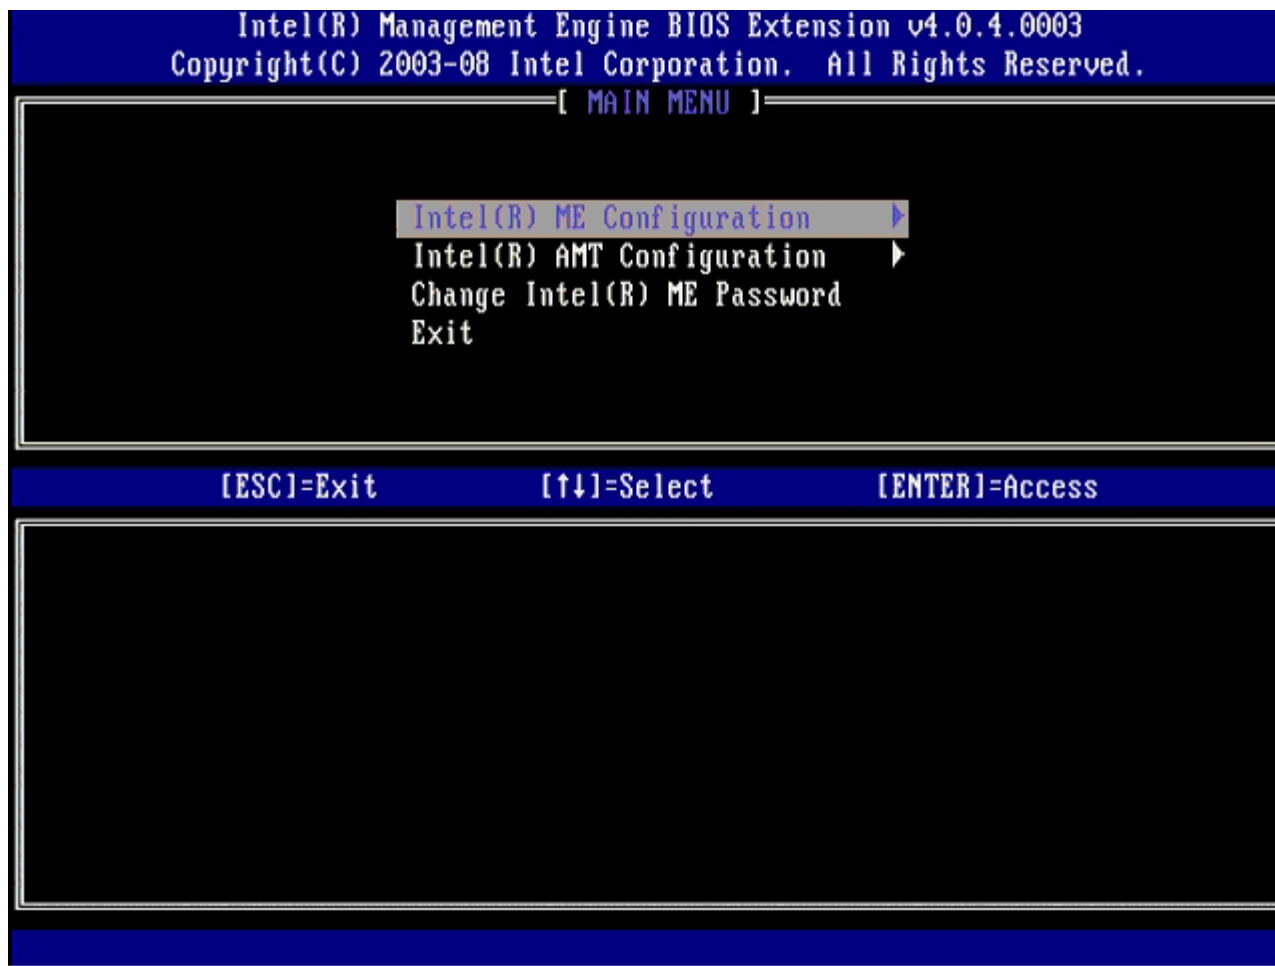 Intel(R) Management Engine BIOS Extension v4.0.4.0003
Copyright(C) 2003-08 Intel Corporation. All Rights Reserved.
[ MAIN MENU ]
Intel(R) ME Configuration ►
Intel(R) AMT Configuration ►
Change Intel(R) ME Password
Exit
[ESC]=Exit [↑↓]=Select [ENTER]=Access